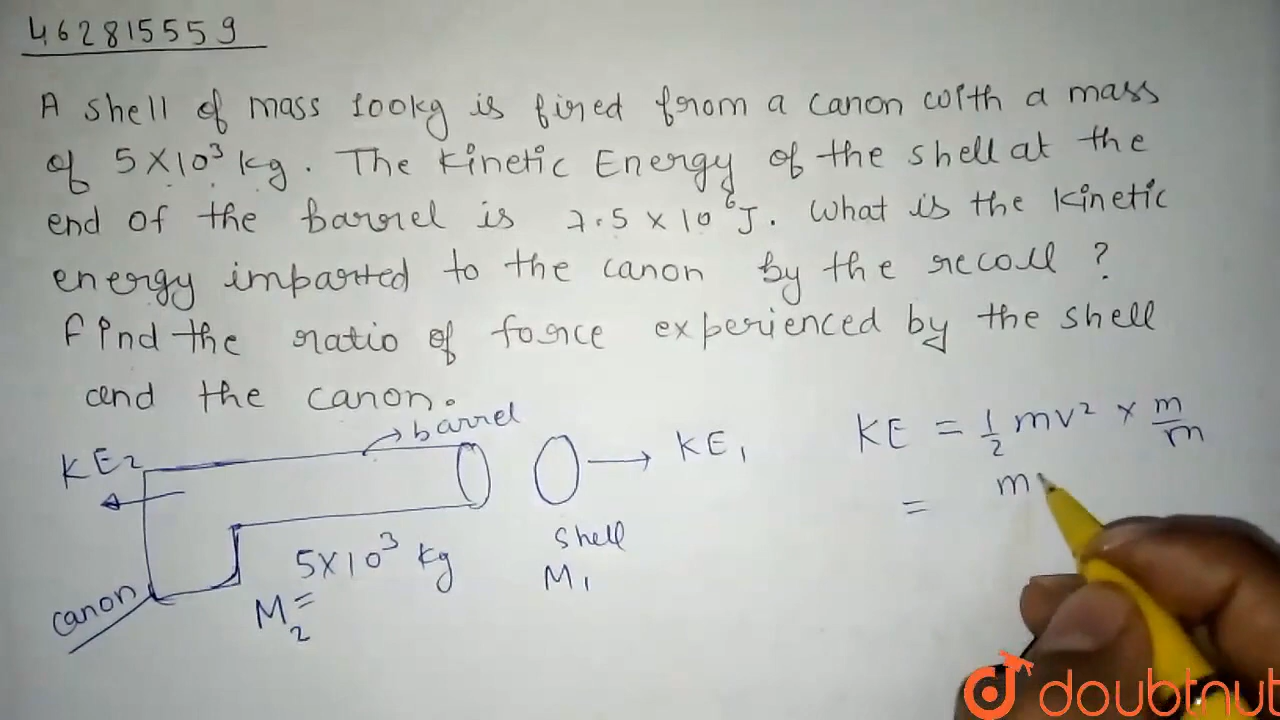 462815559
A shell of mass 100kg is fired from a canon with a mass
of 5×10³ kg. The Kinetic Energy of the shell at the
end of the barrel is 7.5 × 10⁶ J. What is the Kinetic
energy imparted to the canon by the recoil ?
Find the ratio of force experienced by the shell
and the canon.
barrel
KE₂
KE₁
KE = 1/2 mv² × m/m
= m
5×10³ kg
shell
canon
M₂ =
M₁
doubtnut